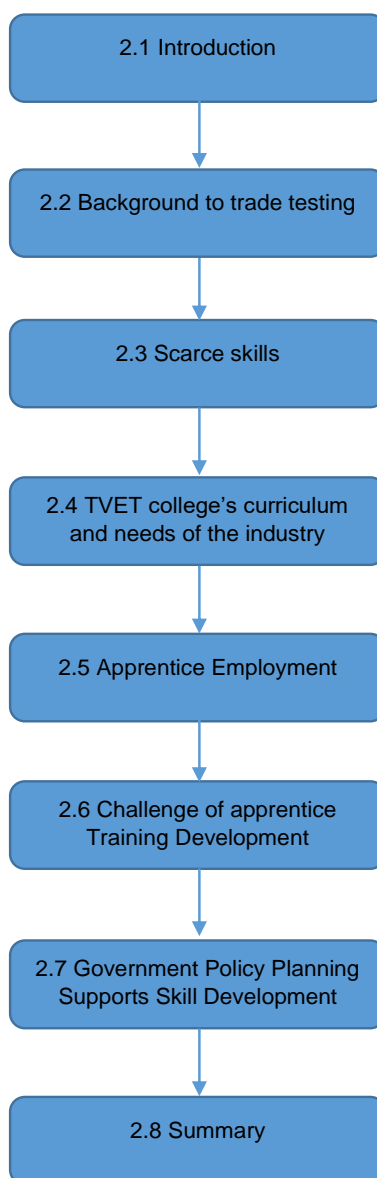 2.1 Introduction
2.2 Background to trade testing
2.3 Scarce skills
2.4 TVET college’s curriculum
and needs of the industry
2.5 Apprentice Employment
2.6 Challenge of apprentice
Training Development
2.7 Government Policy Planning
Supports Skill Development
2.8 Summary